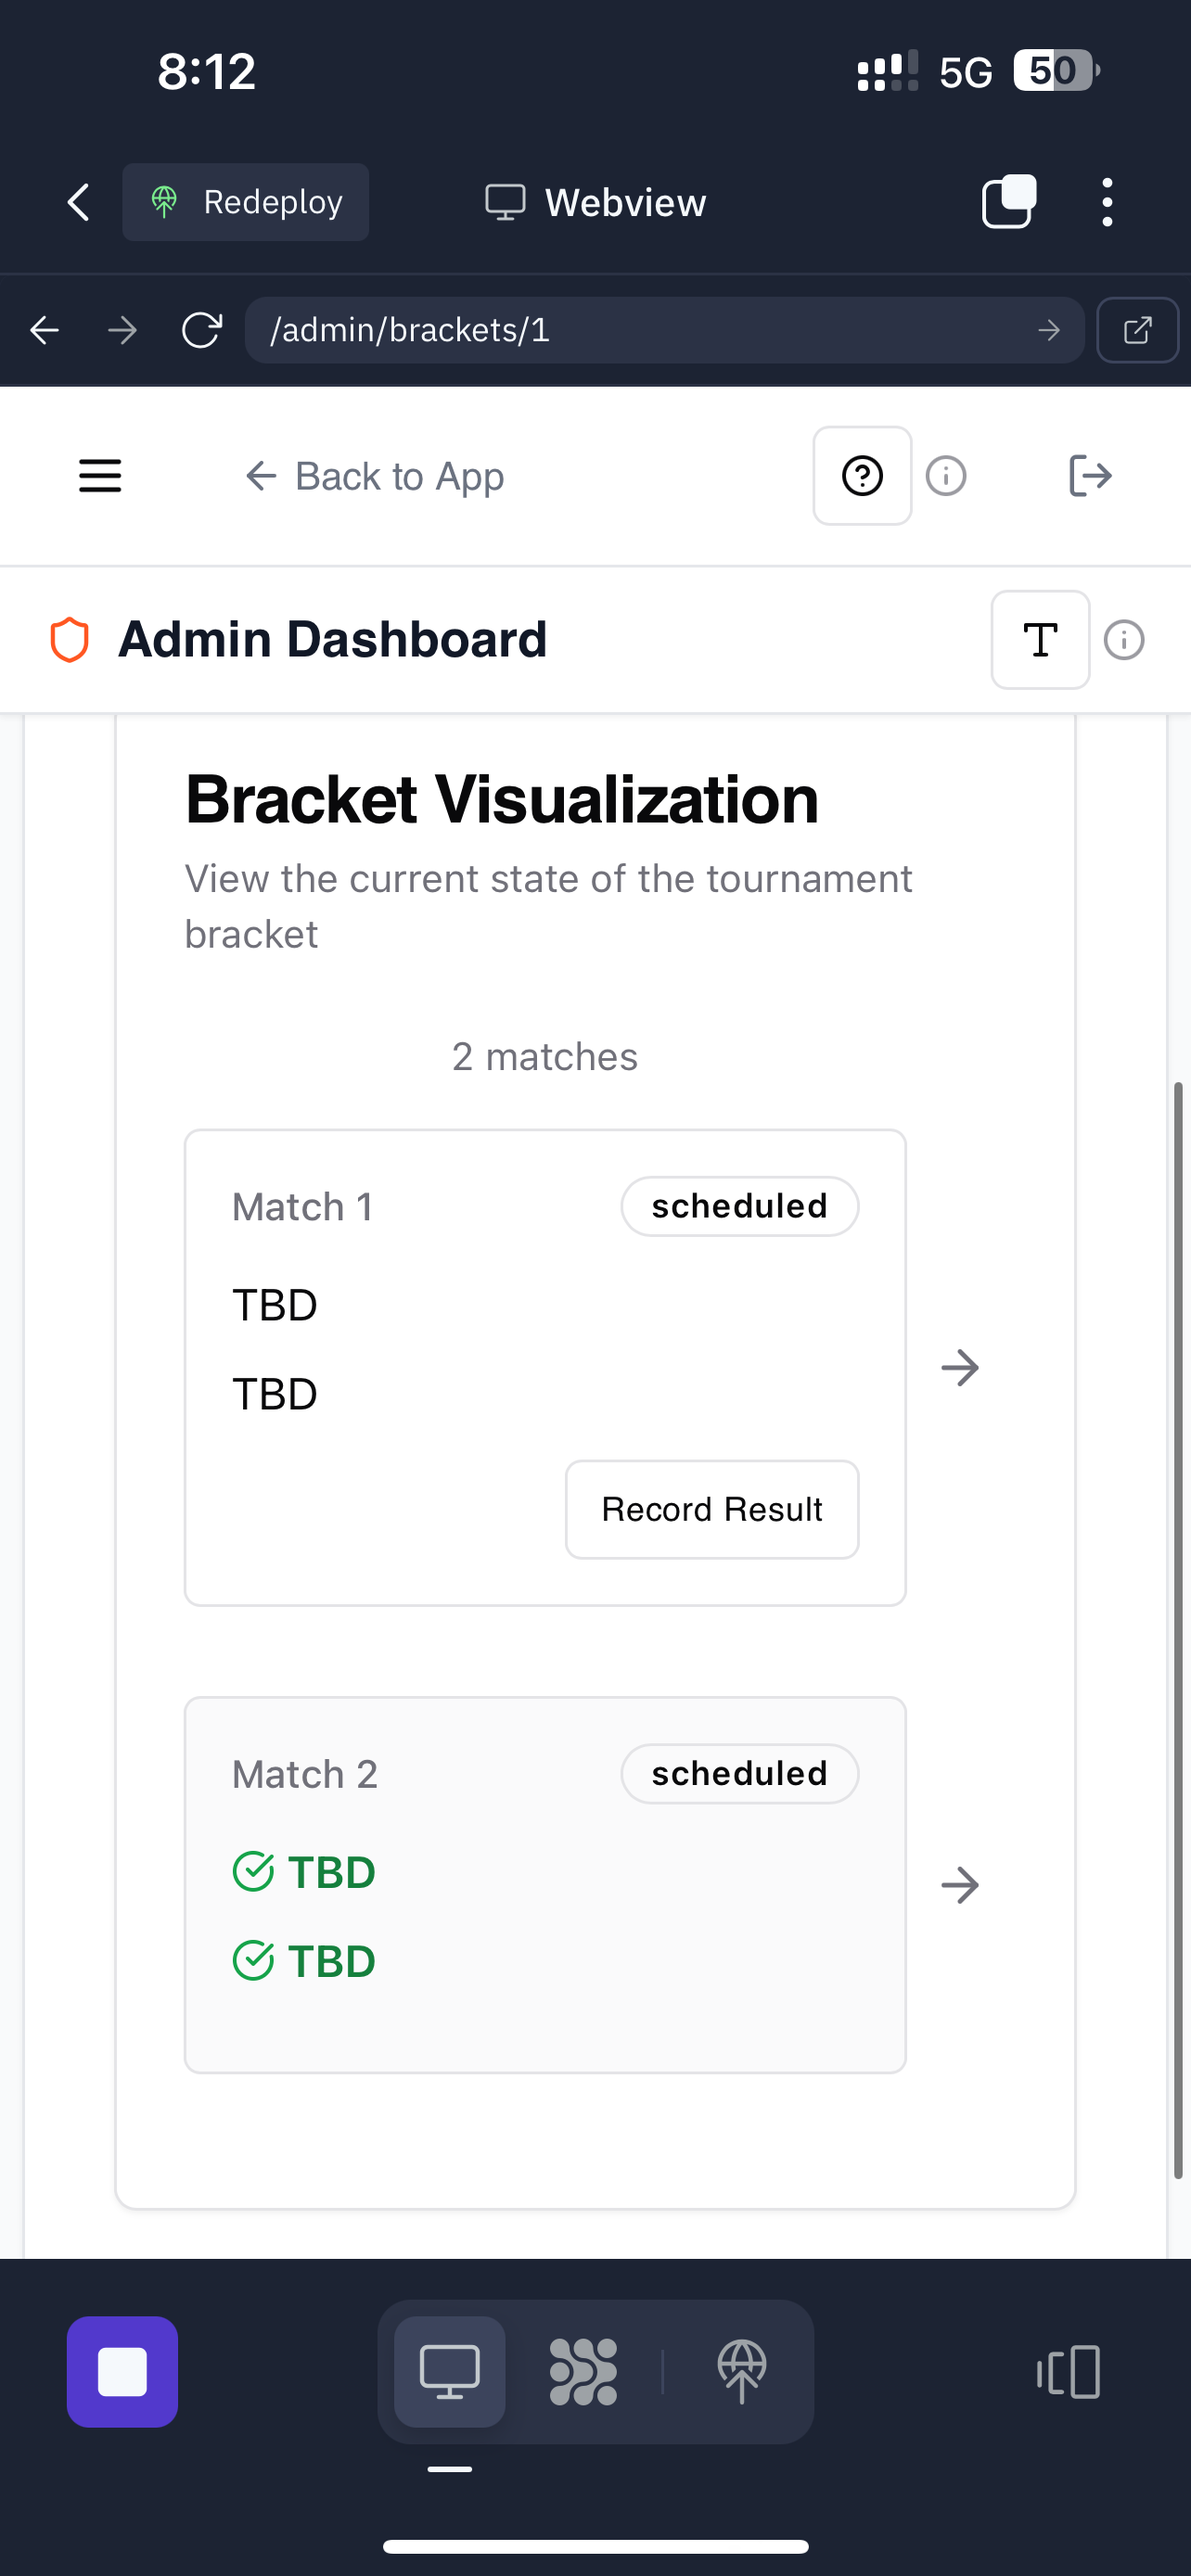 8:12
5G
50
Redeploy
Webview
/admin/brackets/1
Back to App
Admin Dashboard
T
Bracket Visualization
View the current state of the tournament
bracket
2 matches
Match 1
scheduled
TBD
TBD
Record Result
Match 2
scheduled
TBD
TBD